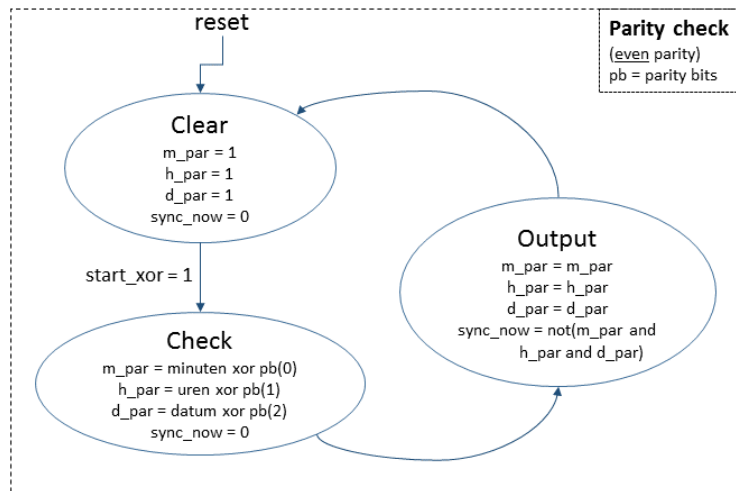 reset
Parity check
(even parity)
pb = parity bits
Clear
m_par = 1
h_par = 1
d_par = 1
sync_now = 0
start_xor = 1
Output
m_par = m_par
h_par = h_par
d_par = d_par
sync_now = not(m_par and
h_par and d_par)
Check
m_par = minuten xor pb(0)
h_par = uren xor pb(1)
d_par = datum xor pb(2)
sync_now = 0